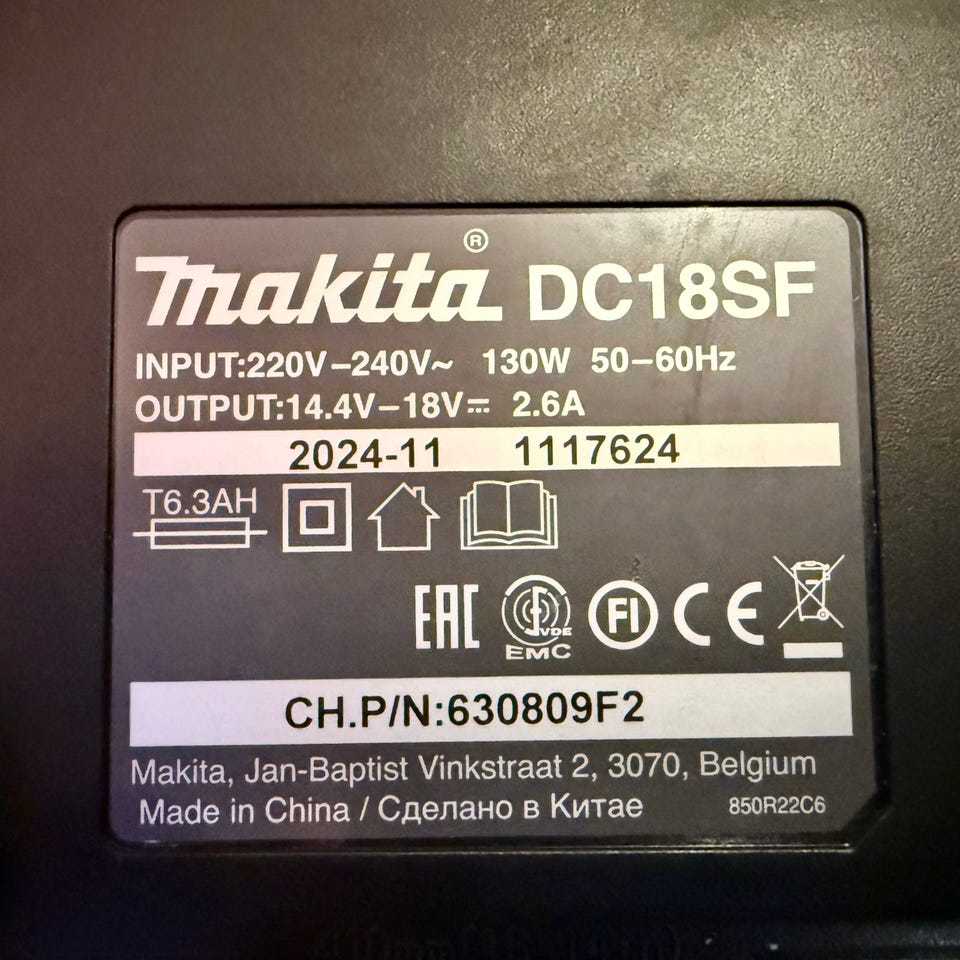 makita® DC18SF
INPUT:220V–240V~ 130W 50–60Hz
OUTPUT:14.4V–18V⎓ 2.6A
2024-11 1117624
T6.3AH
EAC VDE EMC FI CE
CH.P/N:630809F2
Makita, Jan-Baptist Vinkstraat 2, 3070, Belgium
Made in China / Сделано в Китае 850R22C6